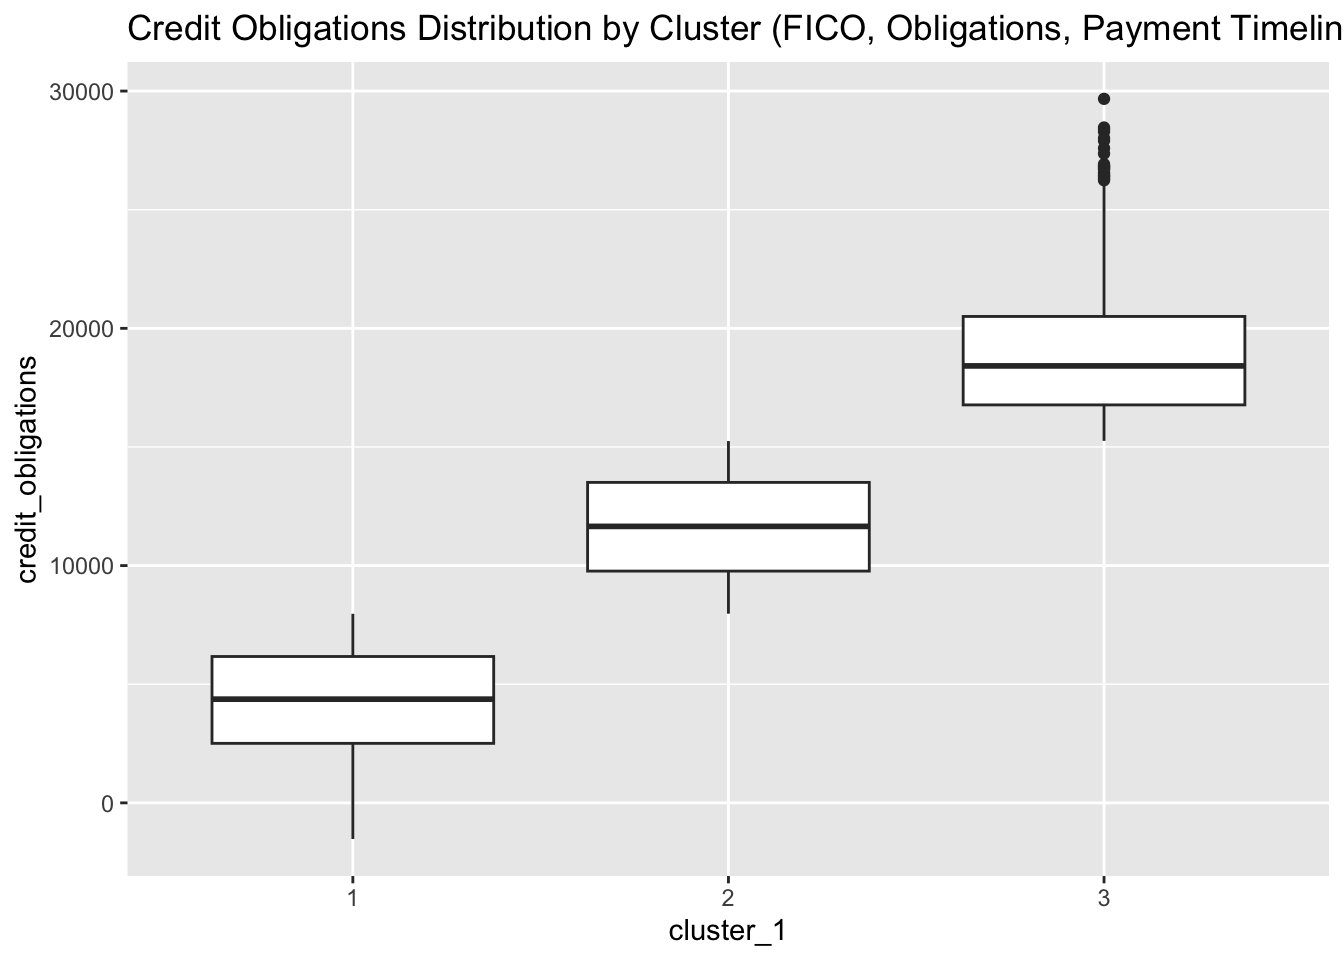 Credit Obligations Distribution by Cluster (FICO, Obligations, Payment Timelin
30000
20000
10000
0
credit_obligations
1 2 3
cluster_1